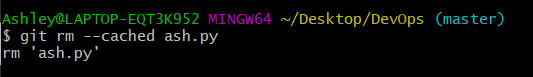 Ashley@LAPTOP-EQT3K952 MINGW64 ~/Desktop/DevOps (master)
$ git rm --cached ash.py
rm 'ash.py'